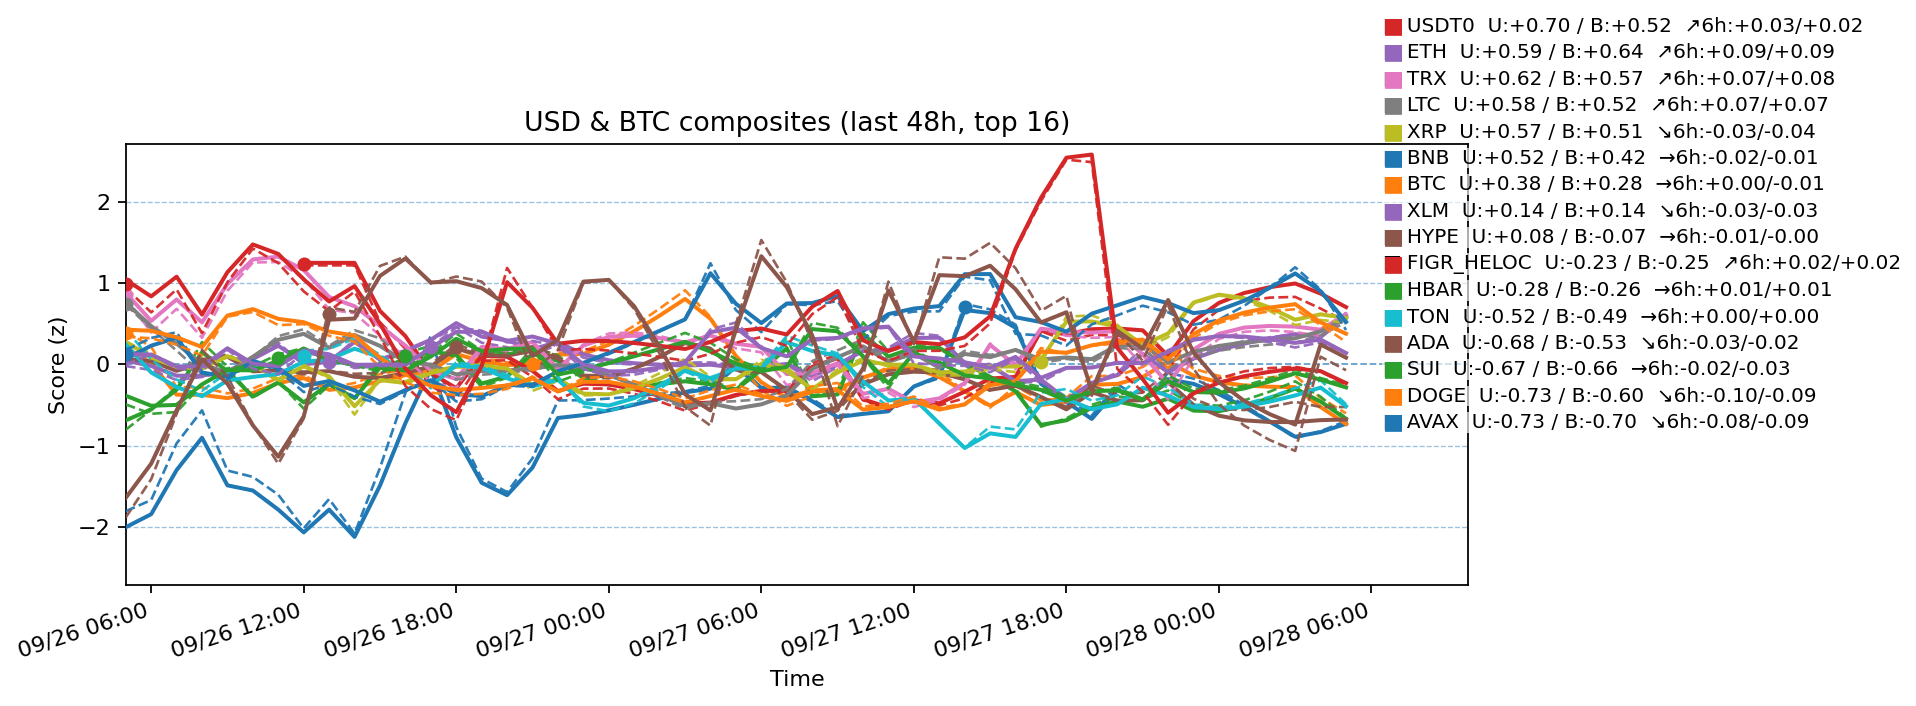 USDT0 U:+0.70 / B:+0.52 ↗6h:+0.03/+0.02
ETH U:+0.59 / B:+0.64 ↗6h:+0.09/+0.09
TRX U:+0.62 / B:+0.57 ↗6h:+0.07/+0.08
LTC U:+0.58 / B:+0.52 ↗6h:+0.07/+0.07
XRP U:+0.57 / B:+0.51 ↘6h:-0.03/-0.04
BNB U:+0.52 / B:+0.42 →6h:-0.02/-0.01
BTC U:+0.38 / B:+0.28 →6h:+0.00/-0.01
XLM U:+0.14 / B:+0.14 ↘6h:-0.03/-0.03
HYPE U:+0.08 / B:-0.07 →6h:-0.01/-0.00
FIGR_HELOC U:-0.23 / B:-0.25 ↗6h:+0.02/+0.02
HBAR U:-0.28 / B:-0.26 →6h:+0.01/+0.01
TON U:-0.52 / B:-0.49 →6h:+0.00/+0.00
ADA U:-0.68 / B:-0.53 ↘6h:-0.03/-0.02
SUI U:-0.67 / B:-0.66 →6h:-0.02/-0.03
DOGE U:-0.73 / B:-0.60 ↘6h:-0.10/-0.09
AVAX U:-0.73 / B:-0.70 ↘6h:-0.08/-0.09
USD & BTC composites (last 48h, top 16)
Score (z)
2
1
0
−1
−2
09/26 06:00
09/26 12:00
09/26 18:00
09/27 00:00
09/27 06:00
09/27 12:00
09/27 18:00
09/28 00:00
09/28 06:00
Time